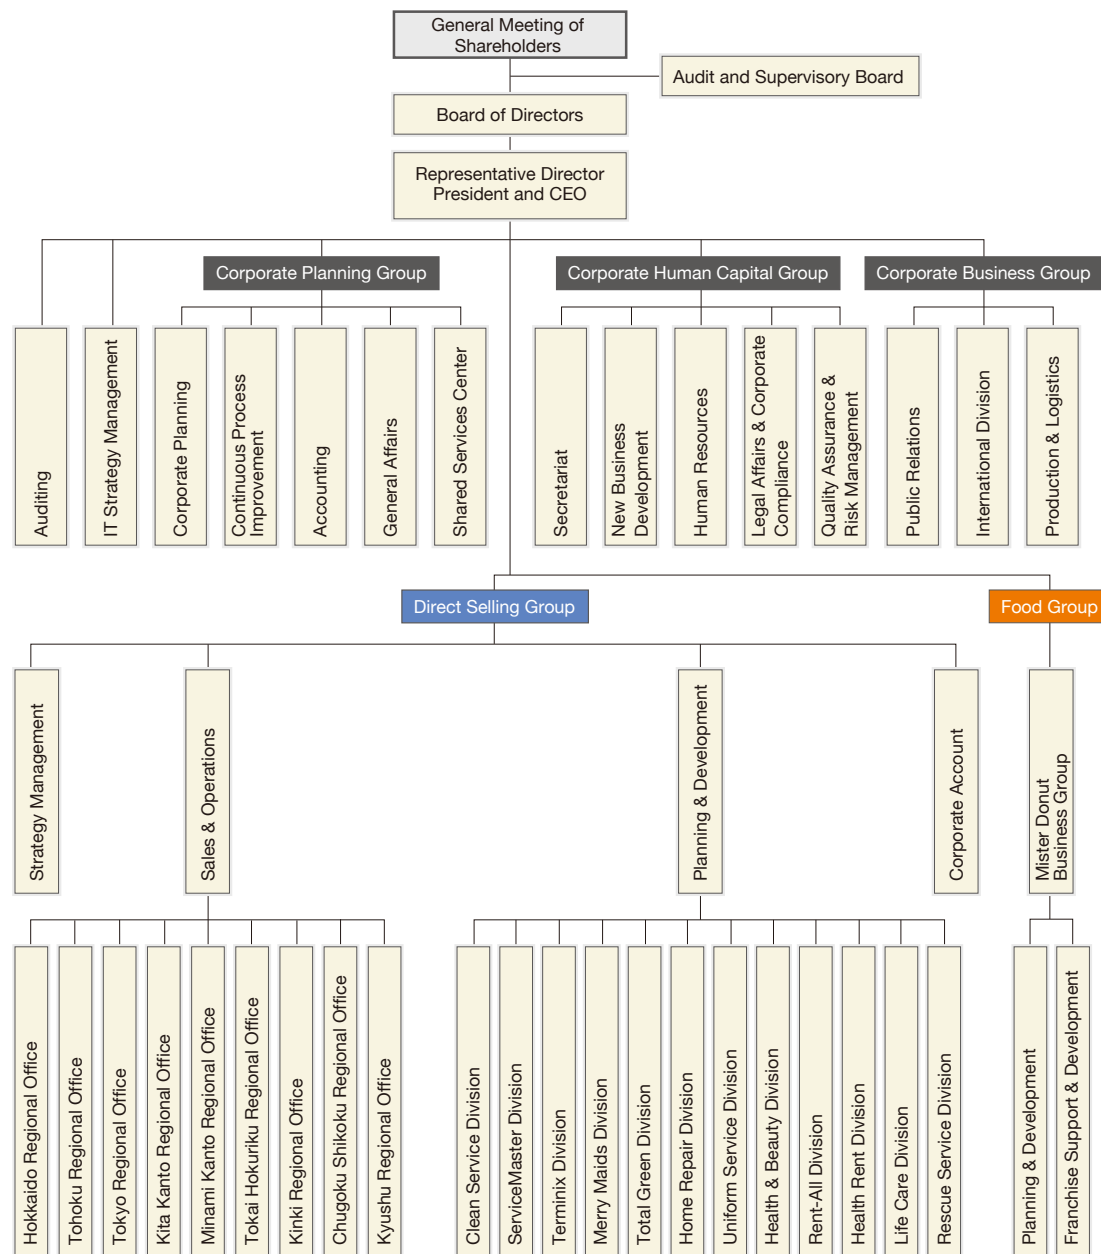 General Meeting of
Shareholders
Audit and Supervisory Board
Board of Directors
Representative Director
President and CEO
Corporate Planning Group
Corporate Human Capital Group
Corporate Business Group
Auditing
IT Strategy Management
Corporate Planning
Continuous Process
Improvement
Accounting
General Affairs
Shared Services Center
Secretariat
New Business
Development
Human Resources
Legal Affairs & Corporate
Compliance
Quality Assurance &
Risk Management
Public Relations
International Division
Production & Logistics
Direct Selling Group
Food Group
Strategy Management
Sales & Operations
Planning & Development
Corporate Account
Mister Donut
Business Group
Hokkaido Regional Office
Tohoku Regional Office
Tokyo Regional Office
Kita Kanto Regional Office
Minami Kanto Regional Office
Tokai Hokuriku Regional Office
Kinki Regional Office
Chugoku Shikoku Regional Office
Kyushu Regional Office
Clean Service Division
ServiceMaster Division
Terminix Division
Merry Maids Division
Total Green Division
Home Repair Division
Uniform Service Division
Health & Beauty Division
Rent-All Division
Health Rent Division
Life Care Division
Rescue Service Division
Planning & Development
Franchise Support & Development